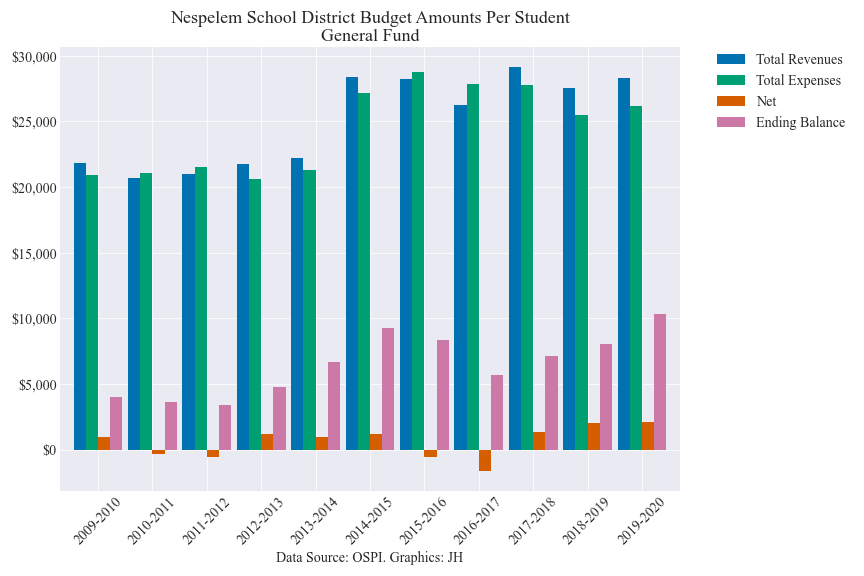 Nespelem School District Budget Amounts Per Student
General Fund
$30,000
$25,000
$20,000
$15,000
$10,000
$5,000
$0
Total Revenues
Total Expenses
Net
Ending Balance
2009-2010
2010-2011
2011-2012
2012-2013
2013-2014
2014-2015
2015-2016
2016-2017
2017-2018
2018-2019
2019-2020
Data Source: OSPI. Graphics: JH